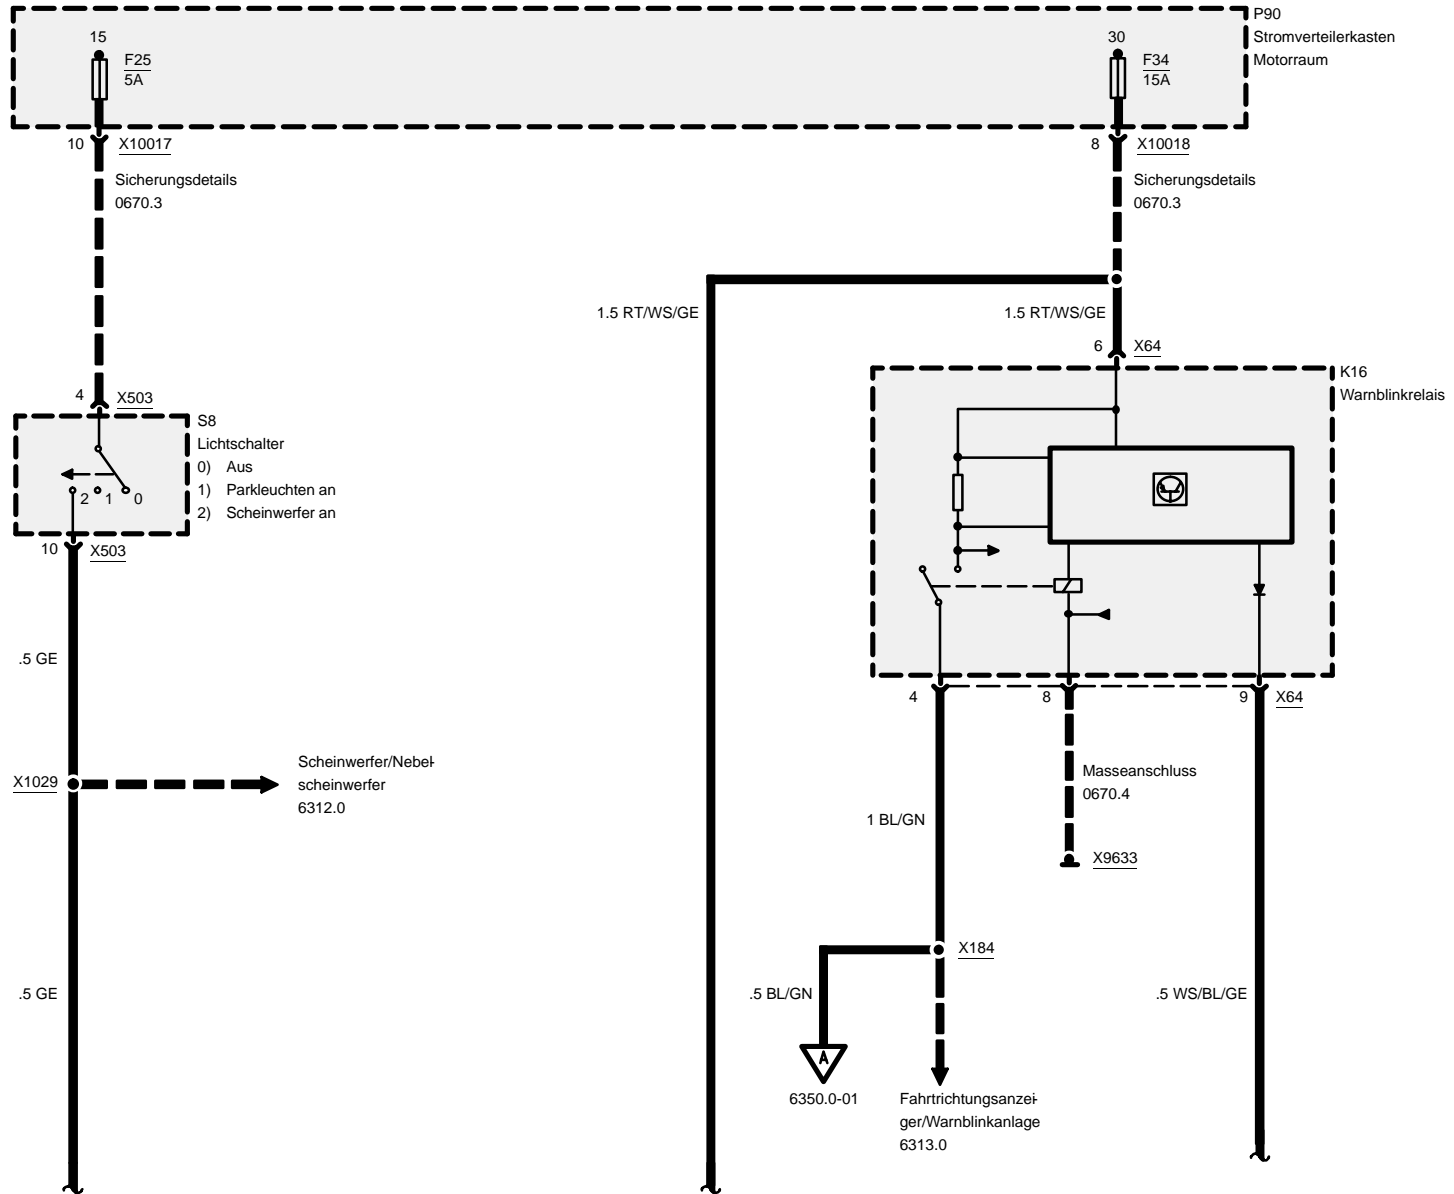 P90
Stromverteilerkasten
Motorraum
15
F25
5A
30
F34
15A
10
X10017
8
X10018
Sicherungsdetails
0670.3
Sicherungsdetails
0670.3
1.5 RT/WS/GE
1.5 RT/WS/GE
6
X64
K16
Warnblinkrelais
4
X503
S8
Lichtschalter
0) Aus
1) Parkleuchten an
2) Scheinwerfer an
2
1
0
10
X503
.5 GE
4
8
9
X64
X1029
Scheinwerfer/Nebel-
scheinwerfer
6312.0
Masseanschluss
0670.4
1 BL/GN
X9633
X184
.5 GE
.5 BL/GN
.5 WS/BL/GE
A
6350.0-01
Fahrtrichtungsanzei-
ger/Warnblinkanlage
6313.0